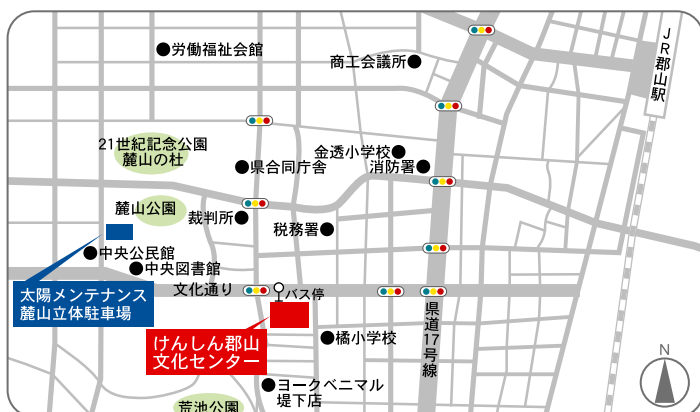 労働福祉会館
商工会議所
JR郡山駅
21世紀記念公園
麓山の杜
金透小学校
消防署
県合同庁舎
麓山公園
裁判所
税務署
中央公民館
中央図書館
文化通り
バス停
太陽メンテナンス
麓山立体駐車場
けんしん郡山
文化センター
橘小学校
県道17号線
ヨークベニマル
堤下店
荒池公園
N